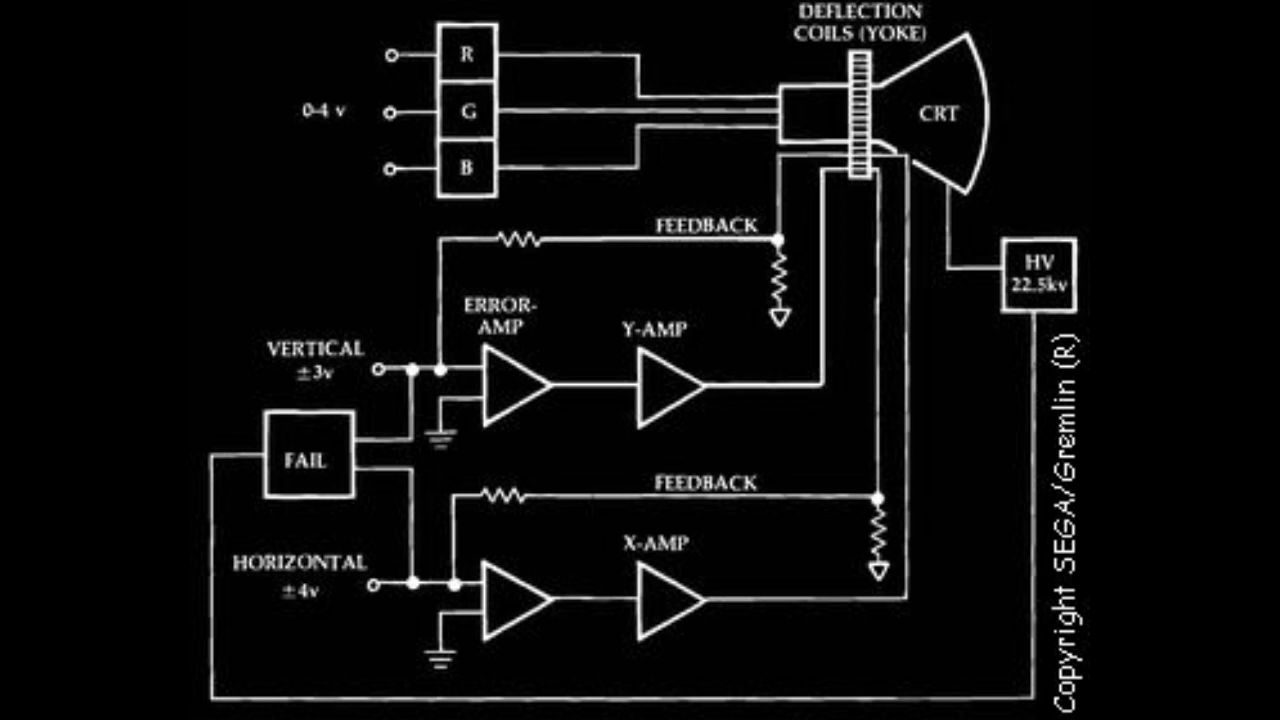 DEFLECTION
COILS (YOKE)
R
0-4 v
G
CRT
B
FEEDBACK
HV
22.5kv
ERROR-
AMP
Y-AMP
VERTICAL
±3v
FAIL
FEEDBACK
X-AMP
HORIZONTAL
±4v
Copyright SEGA/Gremlin (R)